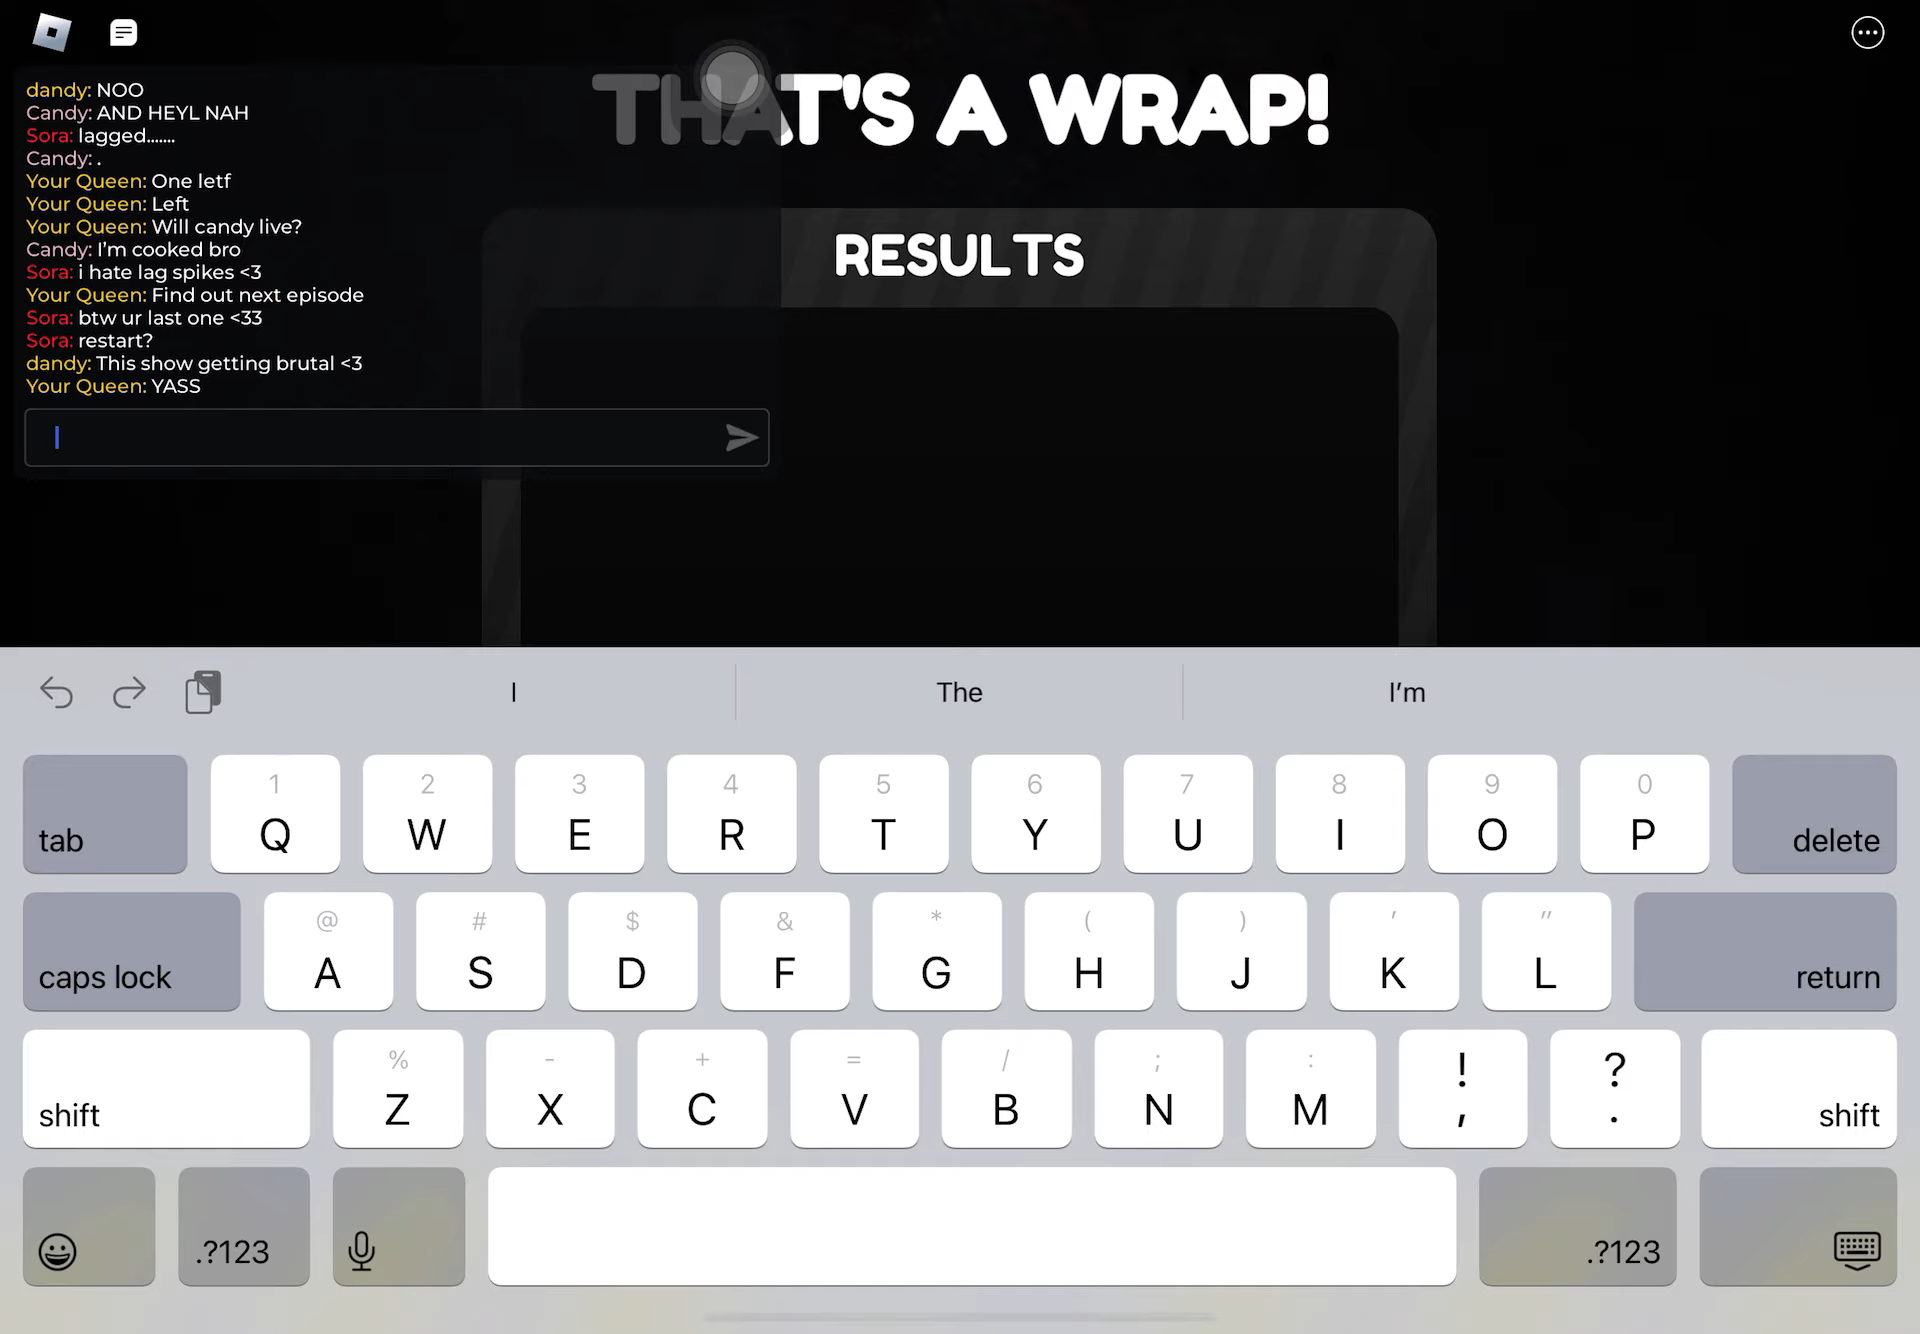 THAT'S A WRAP!
RESULTS
dandy: NOO
Candy: AND HEYL NAH
Sora: lagged.......
Candy: .
Your Queen: One letf
Your Queen: Left
Your Queen: Will candy live?
Candy: I'm cooked bro
Sora: i hate lag spikes <3
Your Queen: Find out next episode
Sora: btw ur last one <33
Sora: restart?
dandy: This show getting brutal <3
Your Queen: YASS
I The I'm
1 2 3 4 5 6 7 8 9 0
tab Q W E R T Y U I O P delete
@ # $ & * ( ) ' "
caps lock A S D F G H J K L return
% - + = / ; : ! ?
shift Z X C V B N M , . shift
.?123 .?123